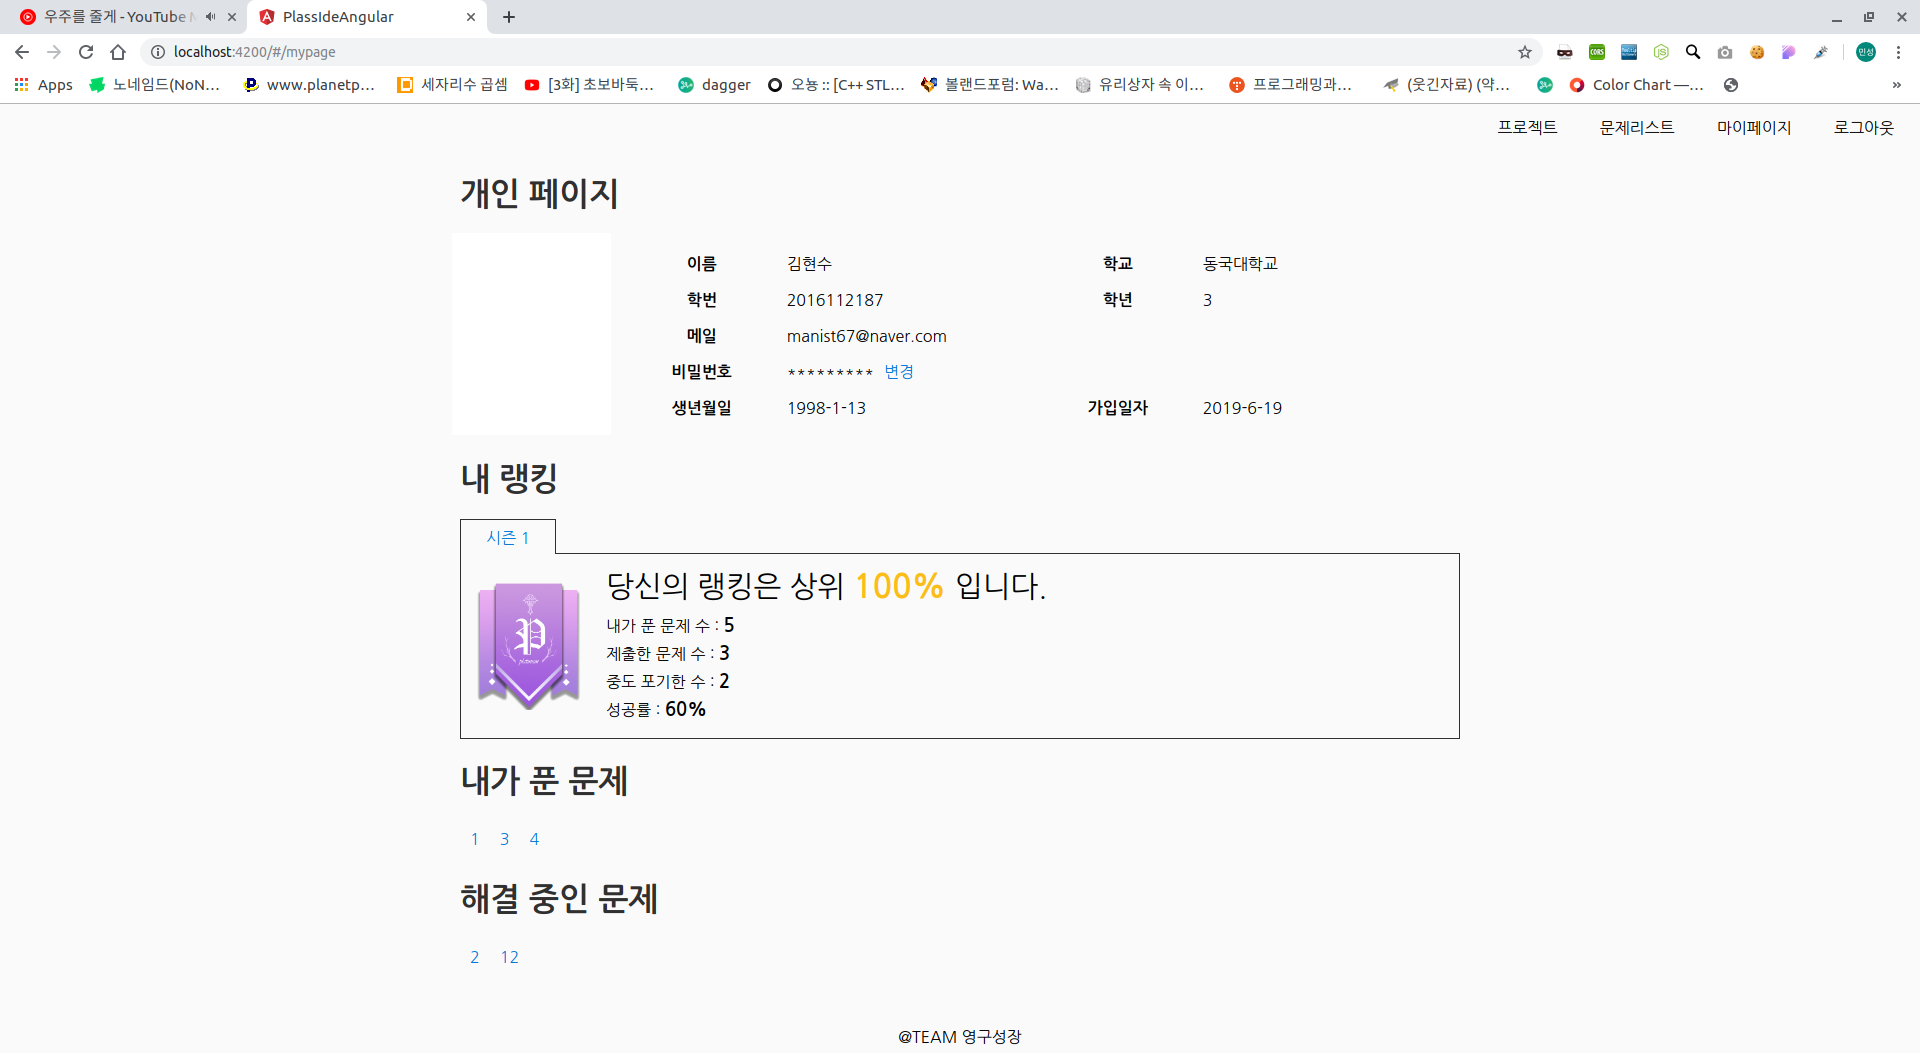 우주를 줄게 - YouTube M
PlassIdeAngular
localhost:4200/#/mypage
Apps
노네임드(NoN...
www.planetp...
세자리수 곱셈
[3화] 초보바둑...
dagger
오뇽 :: [C++ STL...
볼랜드포럼: Wa...
유리상자 속 이...
프로그래밍과...
(웃긴자료) (약...
Color Chart —...
»
민성
프로젝트 문제리스트 마이페이지 로그아웃
개인 페이지
이름 김현수 학교 동국대학교
학번 2016112187 학년 3
메일 manist67@naver.com
비밀번호 ********* 변경
생년월일 1998-1-13 가입일자 2019-6-19
내 랭킹
시즌 1
당신의 랭킹은 상위 100% 입니다.
내가 푼 문제 수 : 5
제출한 문제 수 : 3
중도 포기한 수 : 2
성공률 : 60%
P
내가 푼 문제
1 3 4
해결 중인 문제
2 12
@TEAM 영구성장